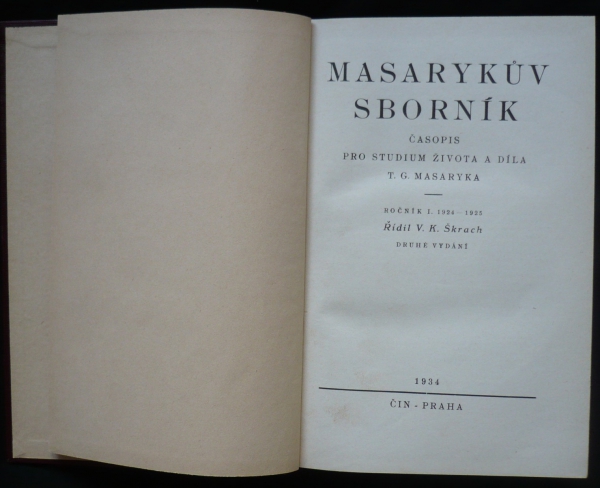 MASARYKŮV
SBORNÍK
ČASOPIS
PRO STUDIUM ŽIVOTA A DÍLA
T. G. MASARYKA
ROČNÍK I. 1924-1925
Řídil V. K. Škrach
DRUHÉ VYDÁNÍ
1934
ČIN - PRAHA